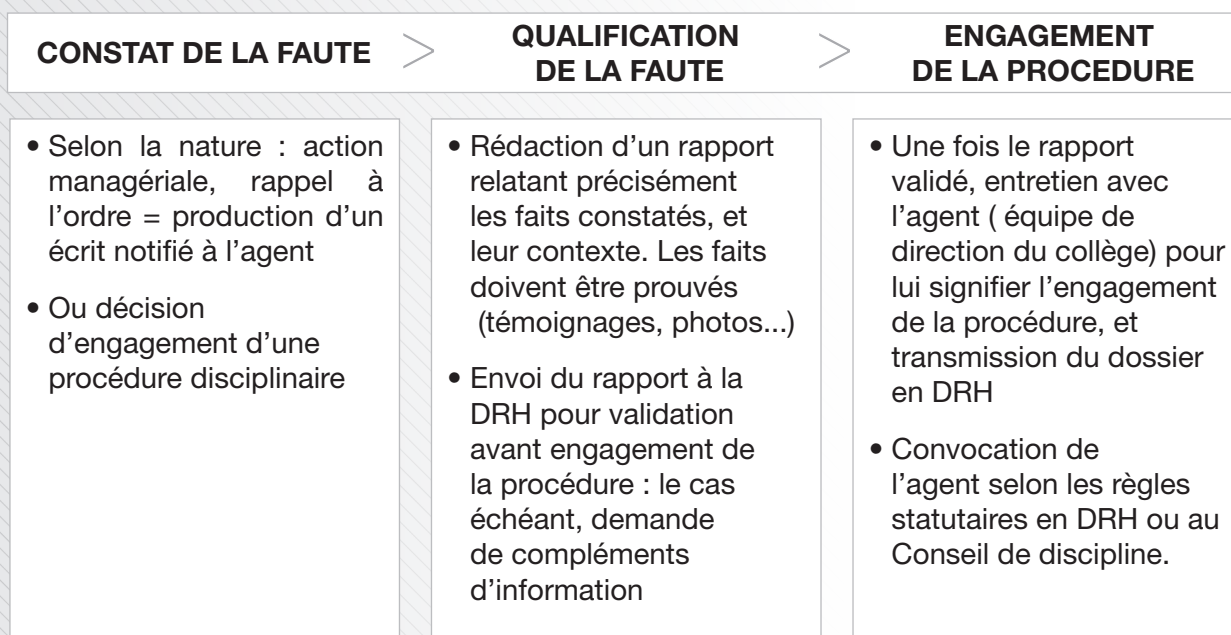 CONSTAT DE LA FAUTE >
QUALIFICATION
DE LA FAUTE >
ENGAGEMENT
DE LA PROCEDURE
• Selon la nature : action
managériale, rappel à
l’ordre = production d’un
écrit notifié à l’agent
• Ou décision
d’engagement d’une
procédure disciplinaire
• Rédaction d’un rapport
relatant précisément
les faits constatés, et
leur contexte. Les faits
doivent être prouvés
(témoignages, photos...)
• Envoi du rapport à la
DRH pour validation
avant engagement de
la procédure : le cas
échéant, demande
de compléments
d’information
• Une fois le rapport
validé, entretien avec
l’agent ( équipe de
direction du collège) pour
lui signifier l’engagement
de la procédure, et
transmission du dossier
en DRH
• Convocation de
l’agent selon les règles
statutaires en DRH ou au
Conseil de discipline.